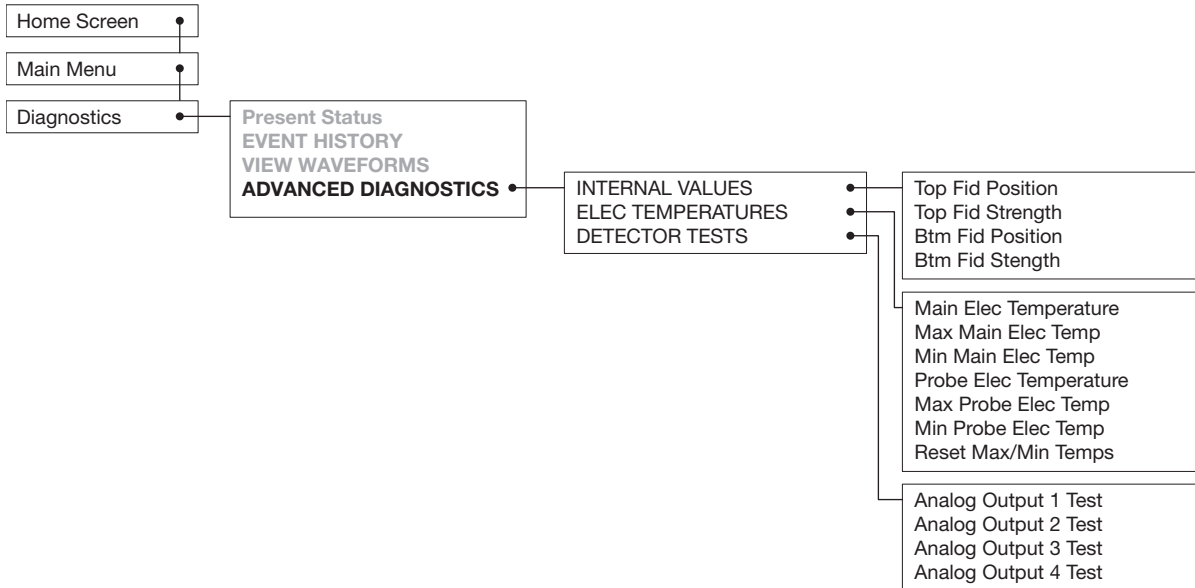 Home Screen
Main Menu
Diagnostics
Present Status
EVENT HISTORY
VIEW WAVEFORMS
ADVANCED DIAGNOSTICS
INTERNAL VALUES
ELEC TEMPERATURES
DETECTOR TESTS
Top Fid Position
Top Fid Strength
Btm Fid Position
Btm Fid Stength
Main Elec Temperature
Max Main Elec Temp
Min Main Elec Temp
Probe Elec Temperature
Max Probe Elec Temp
Min Probe Elec Temp
Reset Max/Min Temps
Analog Output 1 Test
Analog Output 2 Test
Analog Output 3 Test
Analog Output 4 Test